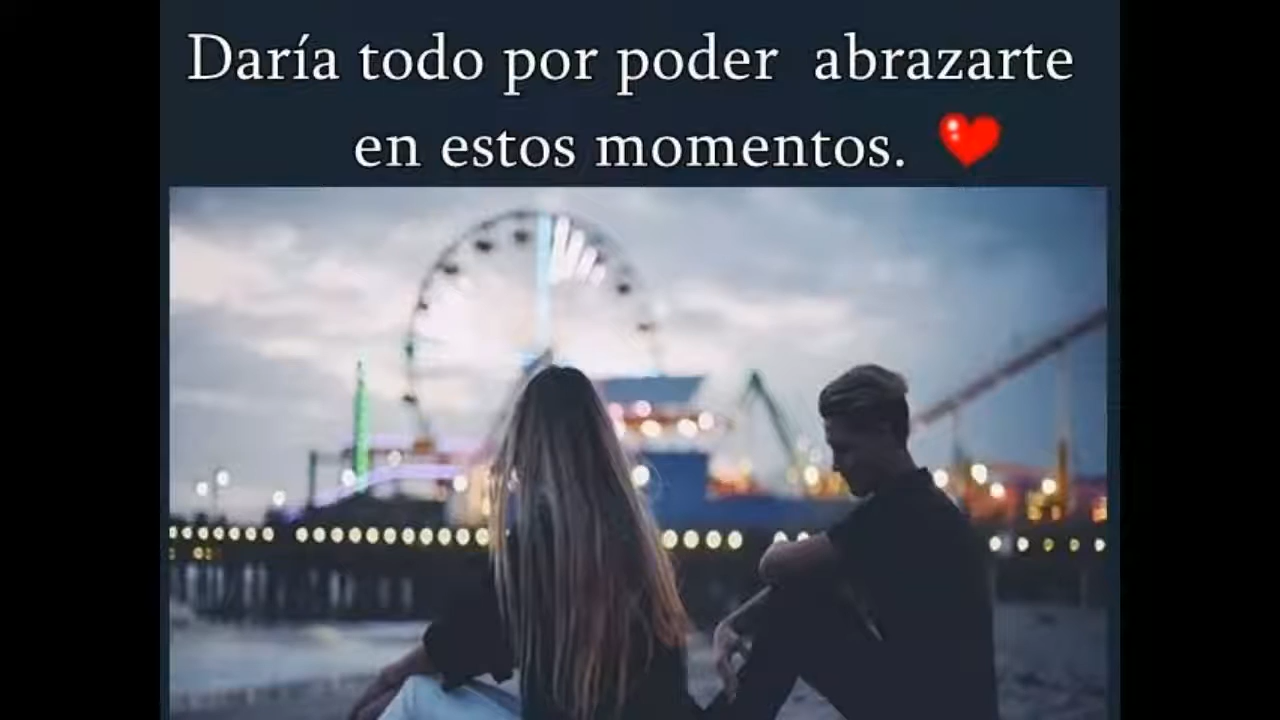 Daría todo por poder abrazarte
en estos momentos. ❤